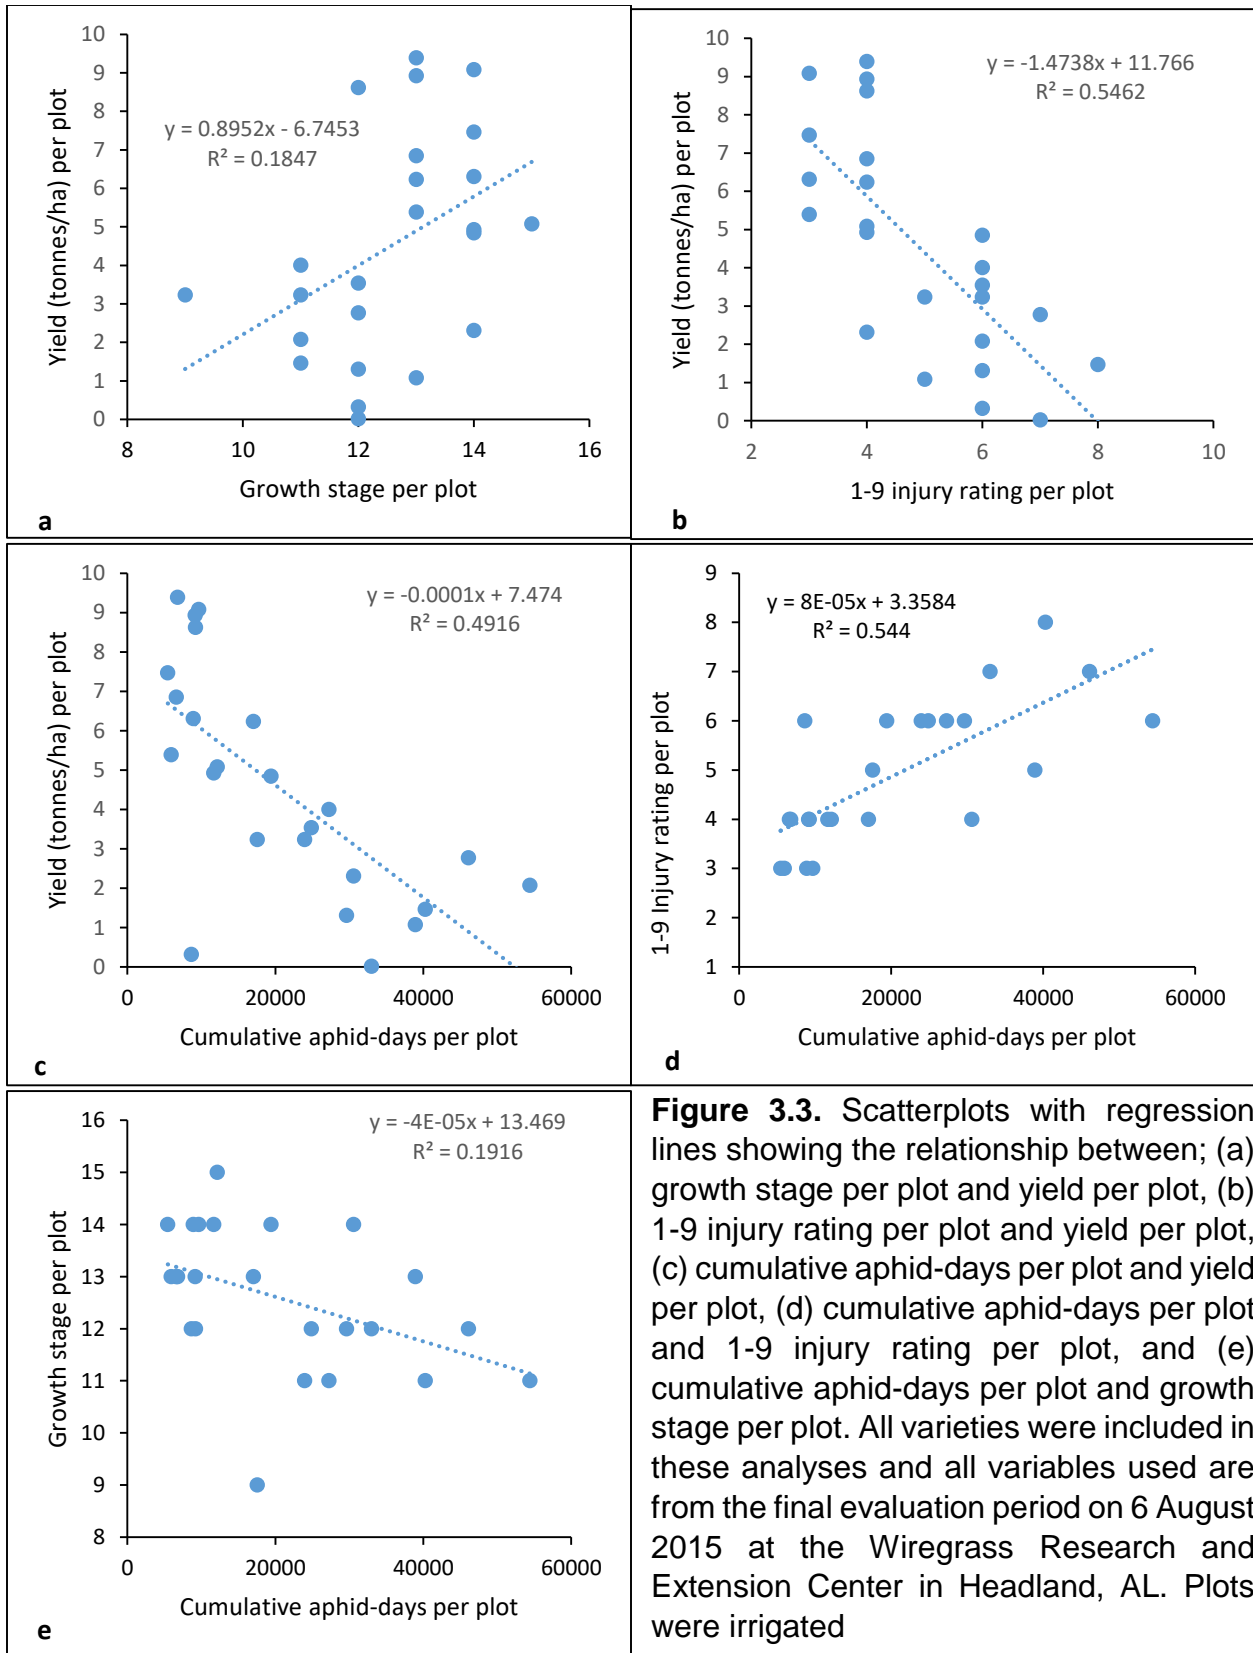 10
9
8
7
6
5
4
3
2
1
0
Yield (tonnes/ha) per plot
y = 0.8952x - 6.7453
R² = 0.1847
8 10 12 14 16
Growth stage per plot
a
10
9
8
7
6
5
4
3
2
1
0
Yield (tonnes/ha) per plot
y = -1.4738x + 11.766
R² = 0.5462
2 4 6 8 10
1-9 injury rating per plot
b
10
9
8
7
6
5
4
3
2
1
0
Yield (tonnes/ha) per plot
y = -0.0001x + 7.474
R² = 0.4916
0 20000 40000 60000
Cumulative aphid-days per plot
c
9
8
7
6
5
4
3
2
1
1-9 Injury rating per plot
y = 8E-05x + 3.3584
R² = 0.544
0 20000 40000 60000
Cumulative aphid-days per plot
d
16
15
14
13
12
11
10
9
8
Growth stage per plot
y = -4E-05x + 13.469
R² = 0.1916
0 20000 40000 60000
Cumulative aphid-days per plot
e
Figure 3.3. Scatterplots with regression
lines showing the relationship between; (a)
growth stage per plot and yield per plot, (b)
1-9 injury rating per plot and yield per plot,
(c) cumulative aphid-days per plot and yield
per plot, (d) cumulative aphid-days per plot
and 1-9 injury rating per plot, and (e)
cumulative aphid-days per plot and growth
stage per plot. All varieties were included in
these analyses and all variables used are
from the final evaluation period on 6 August
2015 at the Wiregrass Research and
Extension Center in Headland, AL. Plots
were irrigated